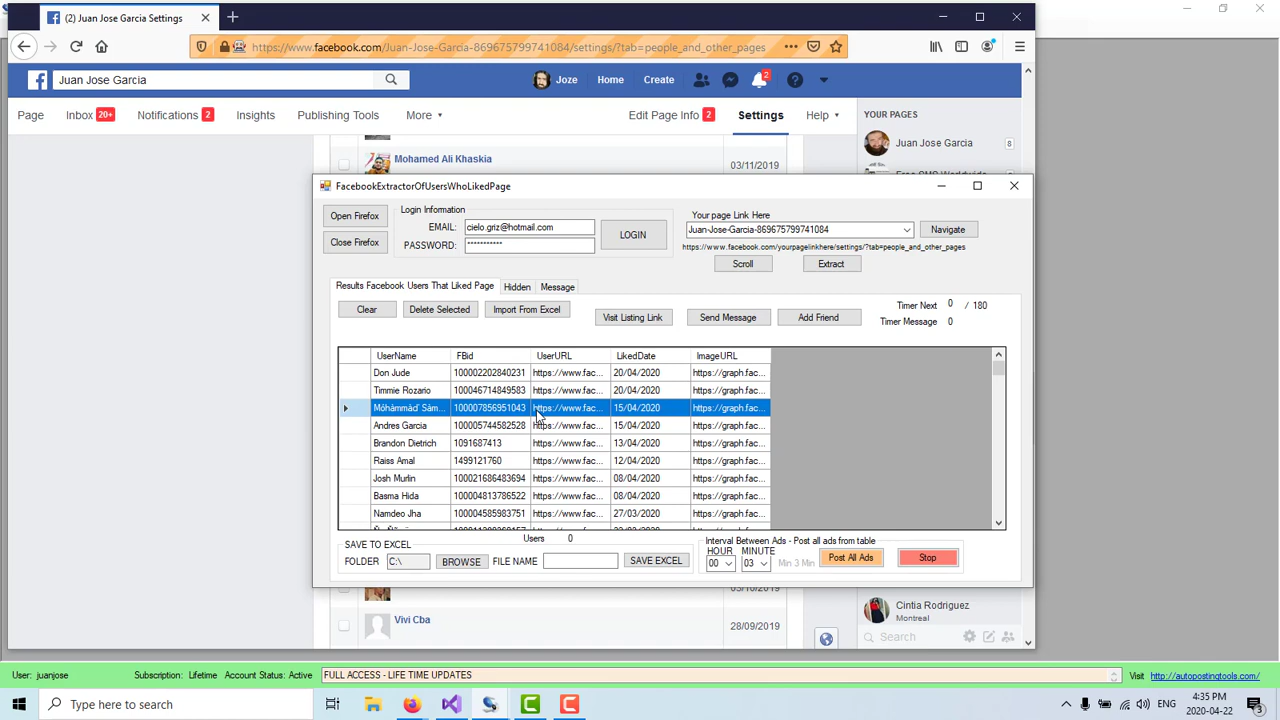 (2) Juan Jose Garcia Settings
https://www.facebook.com/Juan-Jose-Garcia-869675799741084/settings/?tab=people_and_other_pages
Juan Jose Garcia
Joze Home Create 2
Page Inbox 20+ Notifications 2 Insights Publishing Tools More Edit Page Info 2 Settings Help
YOUR PAGES
Juan Jose Garcia 8
Mohamed Ali Khaskia 03/11/2019
FacebookExtractorOfUsersWhoLikedPage
Open Firefox
Close Firefox
Login Information
EMAIL: cielo.griz@hotmail.com
PASSWORD: ***********
LOGIN
Your page Link Here
Juan-Jose-Garcia-869675799741084 Navigate
https://www.facebook.com/yourpagelinkhere/settings/?tab=people_and_other_pages
Scroll Extract
Results Facebook Users That Liked Page Hidden Message
Clear Delete Selected Import From Excel Visit Listing Link Send Message Add Friend
Timer Next 0 / 180
Timer Message 0
UserName FBid UserURL LikedDate ImageURL
Don Jude 100002202840231 https://www.fac... 20/04/2020 https://graph.fac...
Timmie Rozario 100046714849583 https://www.fac... 20/04/2020 https://graph.fac...
100007856951043 https://www.fac... 15/04/2020 https://graph.fac...
Andres Garcia 100005744582528 https://www.fac... 15/04/2020 https://graph.fac...
Brandon Dietrich 1091687413 https://www.fac... 13/04/2020 https://graph.fac...
Raiss Amal 1499121760 https://www.fac... 12/04/2020 https://graph.fac...
Josh Murlin 100021686483694 https://www.fac... 08/04/2020 https://graph.fac...
Basma Hida 100004813786522 https://www.fac... 08/04/2020 https://graph.fac...
Namdeo Jha 100004585983751 https://www.fac... 27/03/2020 https://graph.fac...
Users 0
SAVE TO EXCEL
FOLDER C:\ BROWSE FILE NAME SAVE EXCEL
Interval Between Ads - Post all ads from table
HOUR MINUTE
00 03 Min 3 Min Post All Ads Stop
Vivi Cba 28/09/2019
Cintia Rodriguez
Montreal
Search
User: juanjose Subscription: Lifetime Account Status: Active FULL ACCESS - LIFE TIME UPDATES Visit http://autopostingtools.com/
Type here to search
ENG
4:35 PM
2020-04-22
3